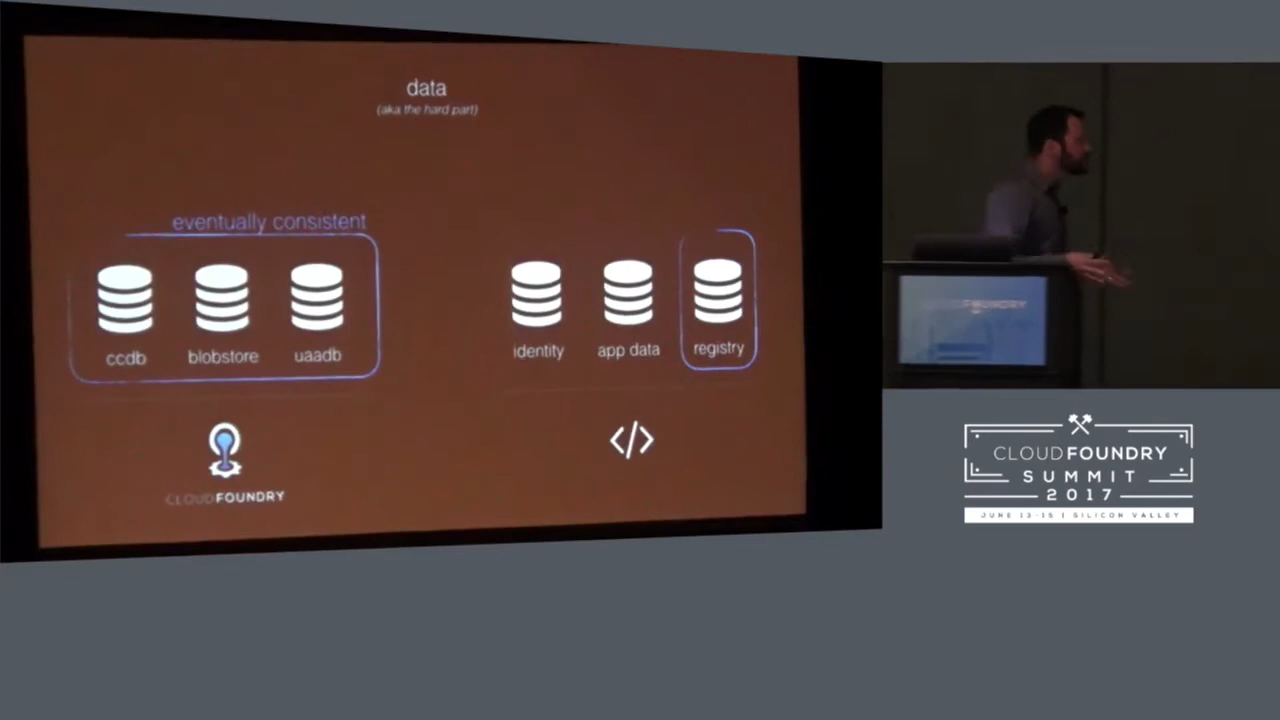 data
(aka the hard part)
eventually consistent
ccdb
blobstore
uaadb
identity
app data
registry
</>
CLOUDFOUNDRY
CLOUDFOUNDRY
SUMMIT
2017
JUNE 13-15 | SILICON VALLEY